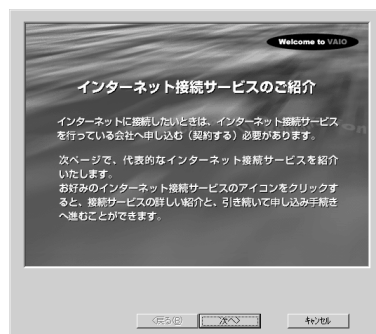 Welcome to VAIO
インターネット接続サービスのご紹介
インターネットに接続したいときは、インターネット接続サービス
を行っている会社へ申し込む（契約する）必要があります。
次ページで、代表的なインターネット接続サービスを紹介
いたします。
お好みのインターネット接続サービスのアイコンをクリックす
ると、接続サービスの詳しい紹介と、引き続いて申し込み手続き
へ進むことができます。
<戻る(B) 次へ> キャンセル